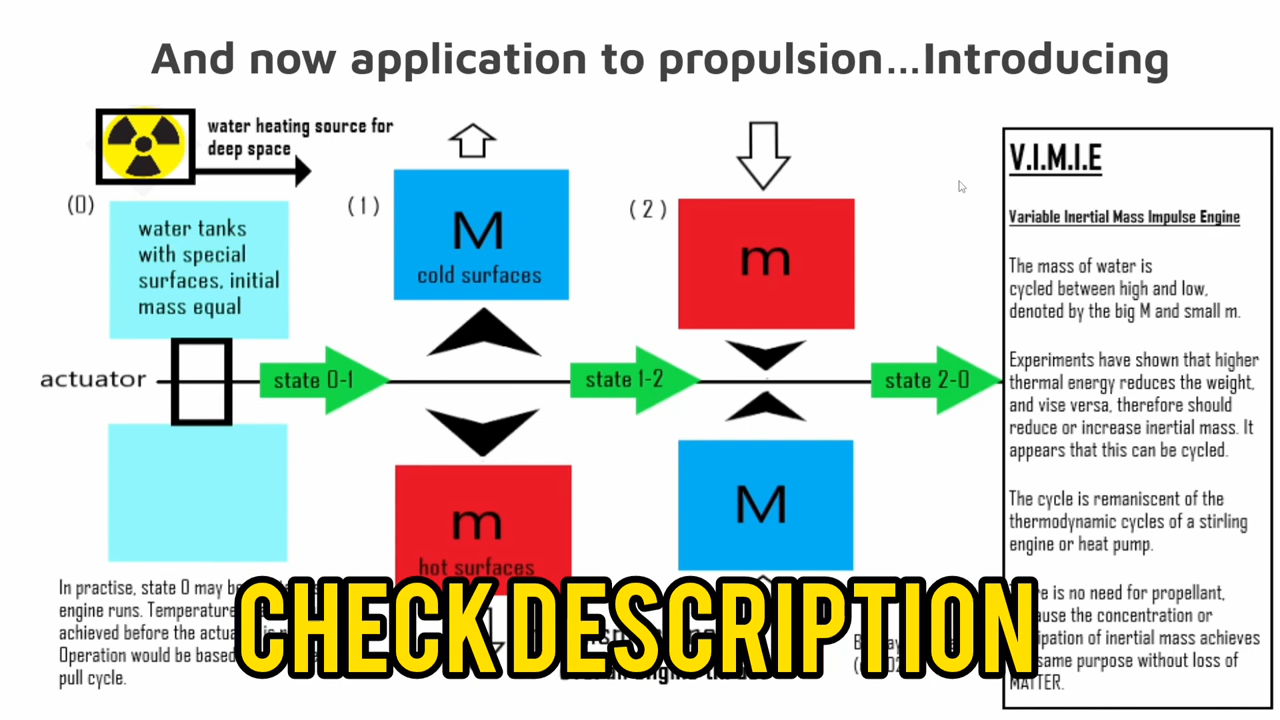 And now application to propulsion...Introducing
water heating source for
deep space
(0)
water tanks
with special
surfaces, initial
mass equal
actuator
state 0-1
(1)
M
cold surfaces
m
hot surfaces
state 1-2
(2)
m
M
state 2-0
In practise, state 0 may be
engine runs. Temperature
achieved before the
Operation would be based
pull cycle.
CHECK DESCRIPTION
V.I.M.I.E
Variable Inertial Mass Impulse Engine
The mass of water is
cycled between high and low,
denoted by the big M and small m.
Experiments have shown that higher
thermal energy reduces the weight,
and vise versa, therefore should
reduce or increase inertial mass. It
appears that this can be cycled.
The cycle is remaniscent of the
thermodynamic cycles of a stirling
engine or heat pump.
is no need for propellant,
the concentration or
of inertial mass achieves
same purpose without loss of
MATTER.